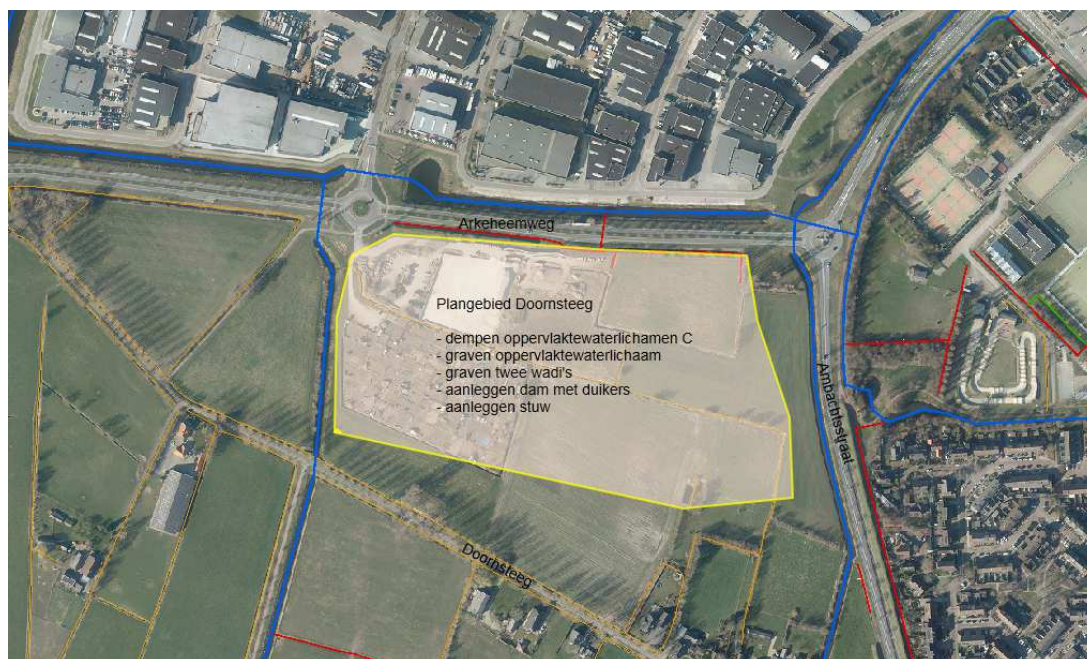 Arkeheemweg
Plangebied Doornsteeg
- dempen oppervlaktewaterlichamen C
- graven oppervlaktewaterlichaam
- graven twee wadi's
- aanleggen dam met duikers
- aanleggen stuw
Ambachtsstraat
Doornsteeg